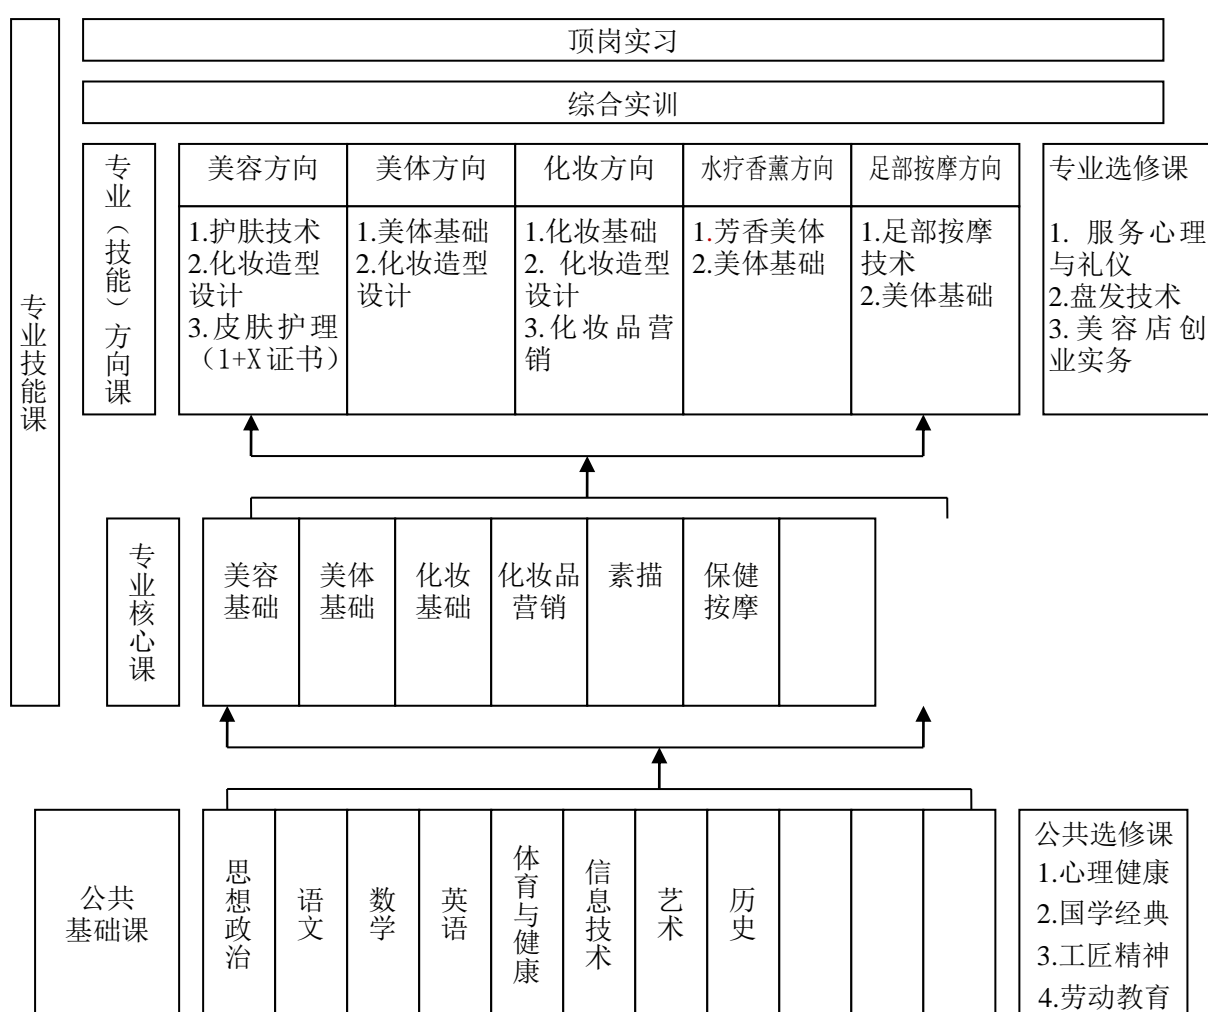 顶岗实习
综合实训
专业技能课
专业（技能）方向课
美容方向
1.护肤技术
2.化妆造型
设计
3.皮肤护理
（1+X证书）
美体方向
1.美体基础
2.化妆造型
设计
化妆方向
1.化妆基础
2. 化妆造型
设计
3.化妆品营
销
水疗香薰方向
1.芳香美体
2.美体基础
足部按摩方向
1.足部按摩
技术
2.美体基础
专业选修课
1. 服务心理
与礼仪
2.盘发技术
3.美容店创
业实务
专业核心课
美容
基础
美体
基础
化妆
基础
化妆品
营销
素描
保健
按摩
公共
基础课
思想政治
语文
数学
英语
体育与健康
信息技术
艺术
历史
公共选修课
1.心理健康
2.国学经典
3.工匠精神
4.劳动教育